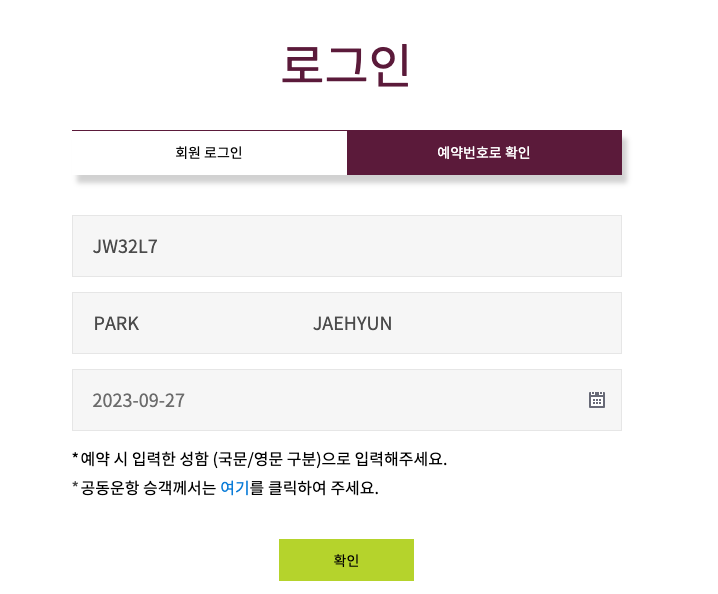 로그인
회원 로그인 예약번호로 확인
JW32L7
PARK JAEHYUN
2023-09-27
* 예약 시 입력한 성함 (국문/영문 구분)으로 입력해주세요.
* 공동운항 승객께서는 여기를 클릭하여 주세요.
확인